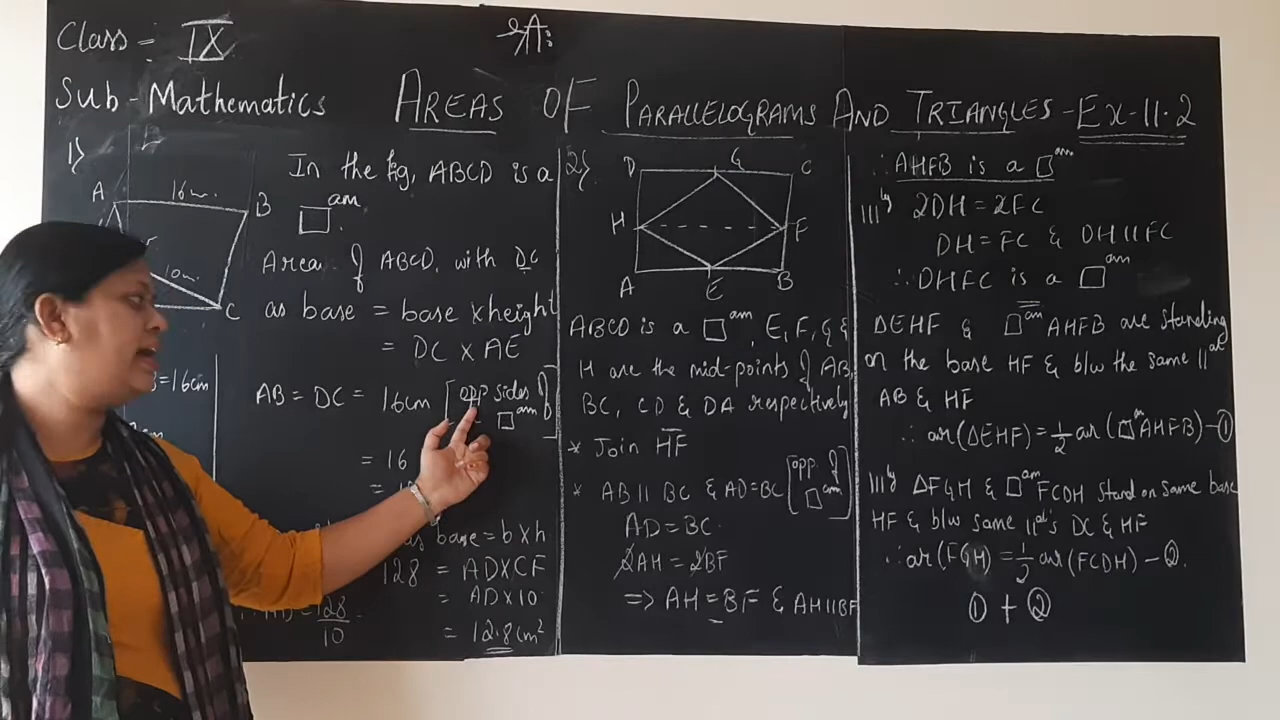 Class = IX
Sub - Mathematics
AREAS OF PARALLELOGRAMS AND TRIANGLES - Ex-11.2
1}
A 16cm. B
10cm. C
B = 16cm
In the fig, ABCD is a
□am.
Area of ABCD, with DC
as base = base x height
= DC x AE
AB = DC = 16cm [opp sides of
□am]
= 16
as base = b x h
128 = AD x CF
= AD x 10
128
10
= 12.8cm²
2}.
D G C
H F
A E B
ABCD is a □am, E, F, G &
H are the mid-points of AB,
BC, CD & DA respectively
* Join HF
* AB || BC & AD = BC [opp. of
□am]
AD = BC.
2AH = 2BF
=> AH = BF & AH || BF
∴ AHFB is a □am
|||ly 2DH = 2FC
DH = FC & DH || FC
∴ DHFC is a □am
ΔEHF & □am AHFB are standing
on the base HF & b/w the same ||al
AB & HF
∴ ar(ΔEHF) = 1/2 ar(□am AHFB) - ①
|||ly ΔFGH & □am FCDH stand on same base
HF & b/w same ||al's DC & HF
∴ ar(FGH) = 1/2 ar(FCDH) - ②.
① + ②